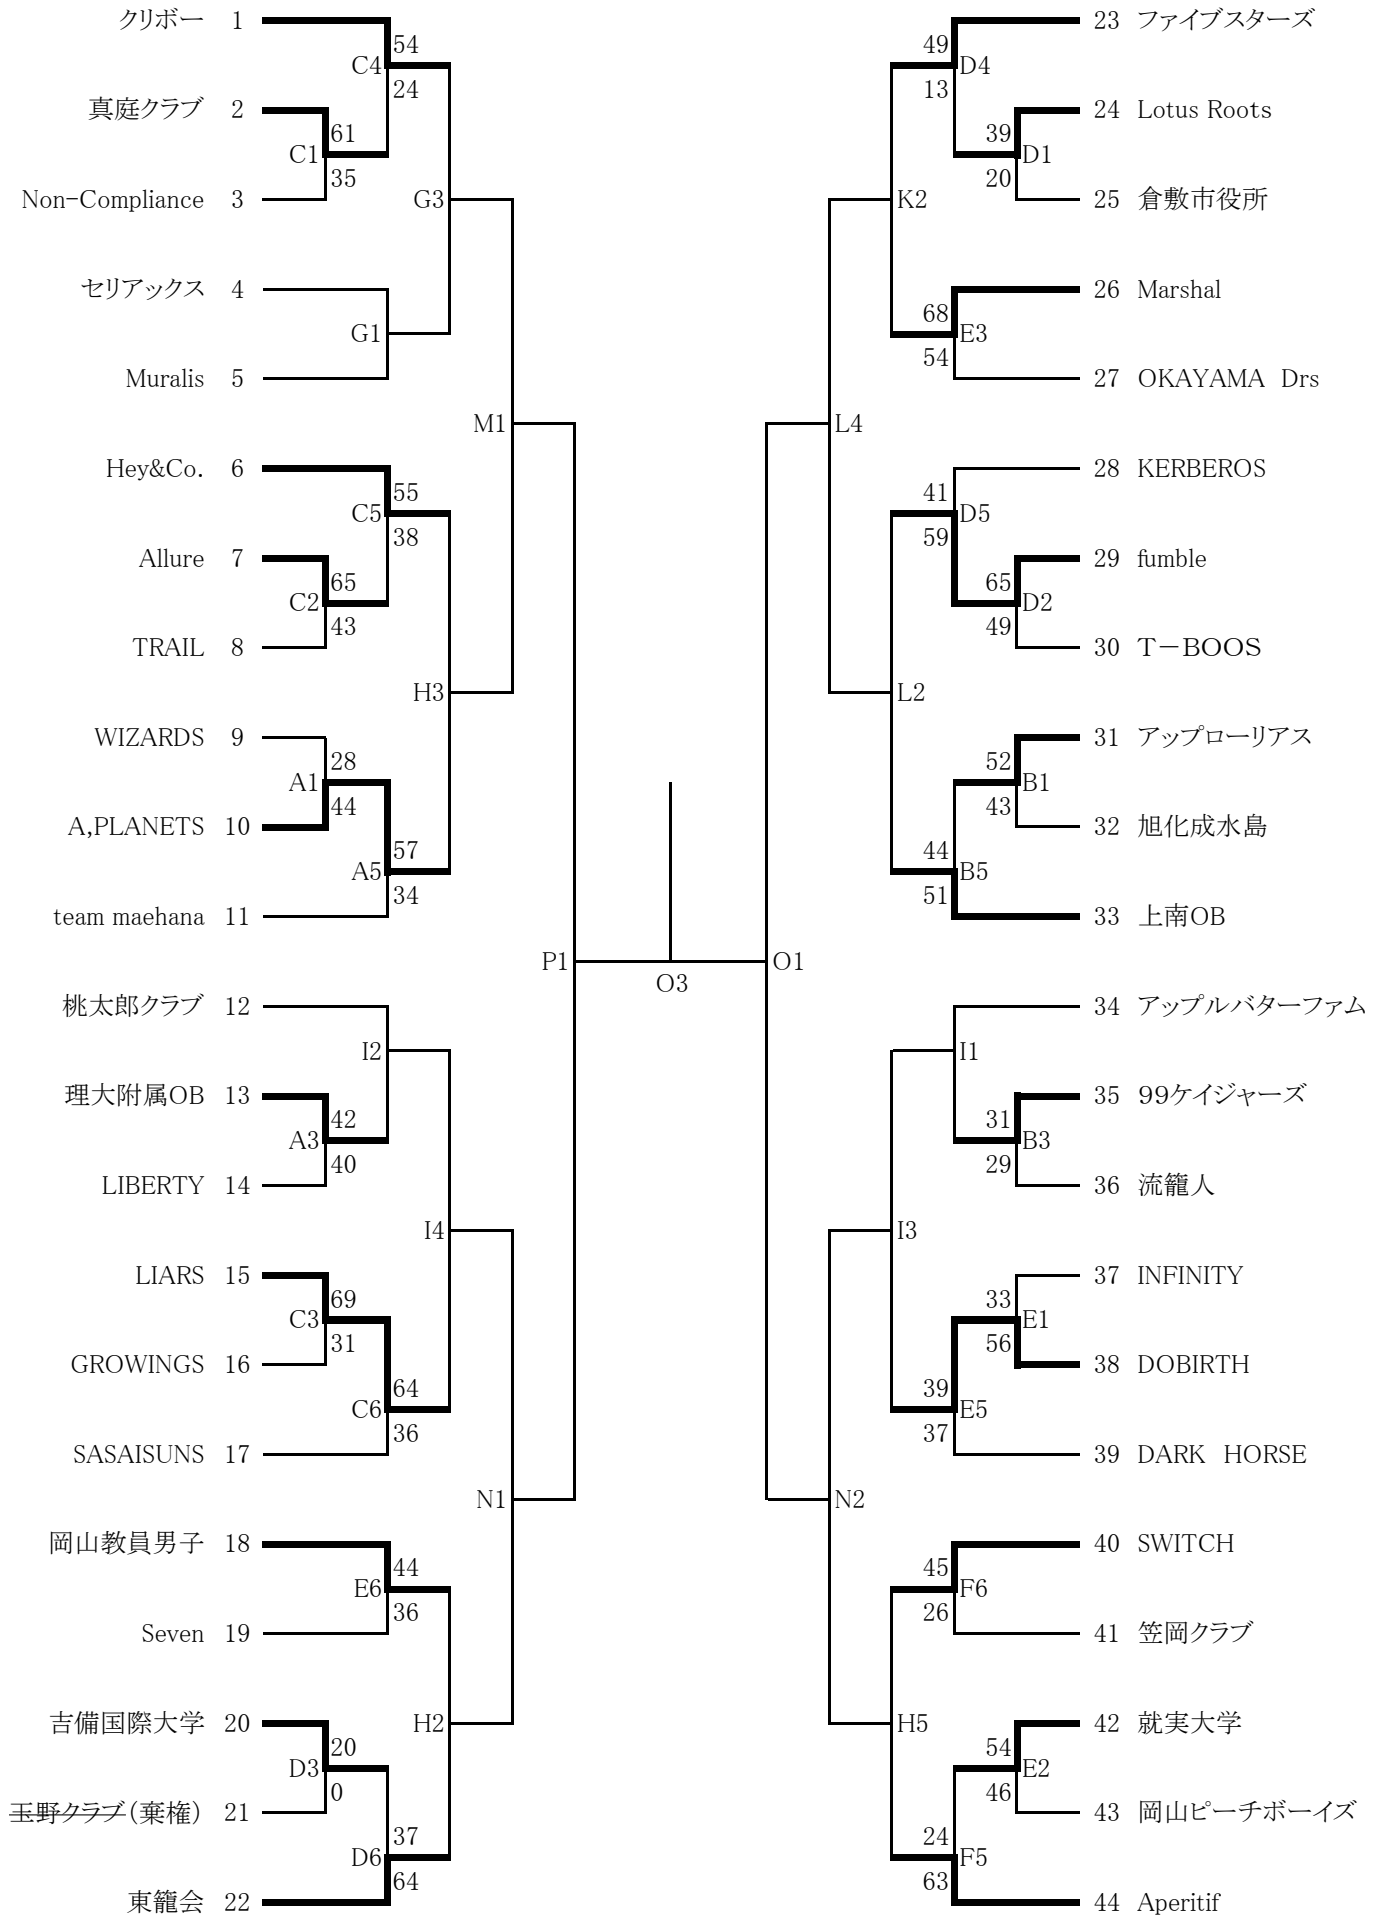 クリボー 1
54
C4
24
真庭クラブ 2
61
C1
35
Non-Compliance 3
G3
セリアックス 4
G1
Muralis 5
M1
Hey&Co. 6
55
C5
38
Allure 7
65
C2
43
TRAIL 8
H3
WIZARDS 9
28
A1
44
A,PLANETS 10
57
A5
34
team maehana 11
P1
O3
桃太郎クラブ 12
I2
理大附属OB 13
42
A3
40
LIBERTY 14
I4
LIARS 15
69
C3
31
GROWINGS 16
64
C6
36
SASAISUNS 17
N1
岡山教員男子 18
44
E6
36
Seven 19
吉備国際大学 20
H2
20
D3
0
玉野クラブ(棄権) 21
37
D6
64
東籠会 22
23 ファイブスターズ
49
D4
13
24 Lotus Roots
39
D1
20
25 倉敷市役所
K2
26 Marshal
68
E3
54
27 OKAYAMA Drs
L4
28 KERBEROS
41
D5
59
29 fumble
65
D2
49
30 T－BOOS
L2
31 アップローリアス
52
B1
43
32 旭化成水島
44
B5
51
33 上南OB
O1
34 アップルバターファム
I1
35 99ケイジャーズ
31
B3
29
36 流籠人
I3
37 INFINITY
33
E1
56
38 DOBIRTH
39
E5
37
39 DARK HORSE
N2
40 SWITCH
45
F6
26
41 笠岡クラブ
42 就実大学
H5
54
E2
46
43 岡山ピーチボーイズ
24
F5
63
44 Aperitif